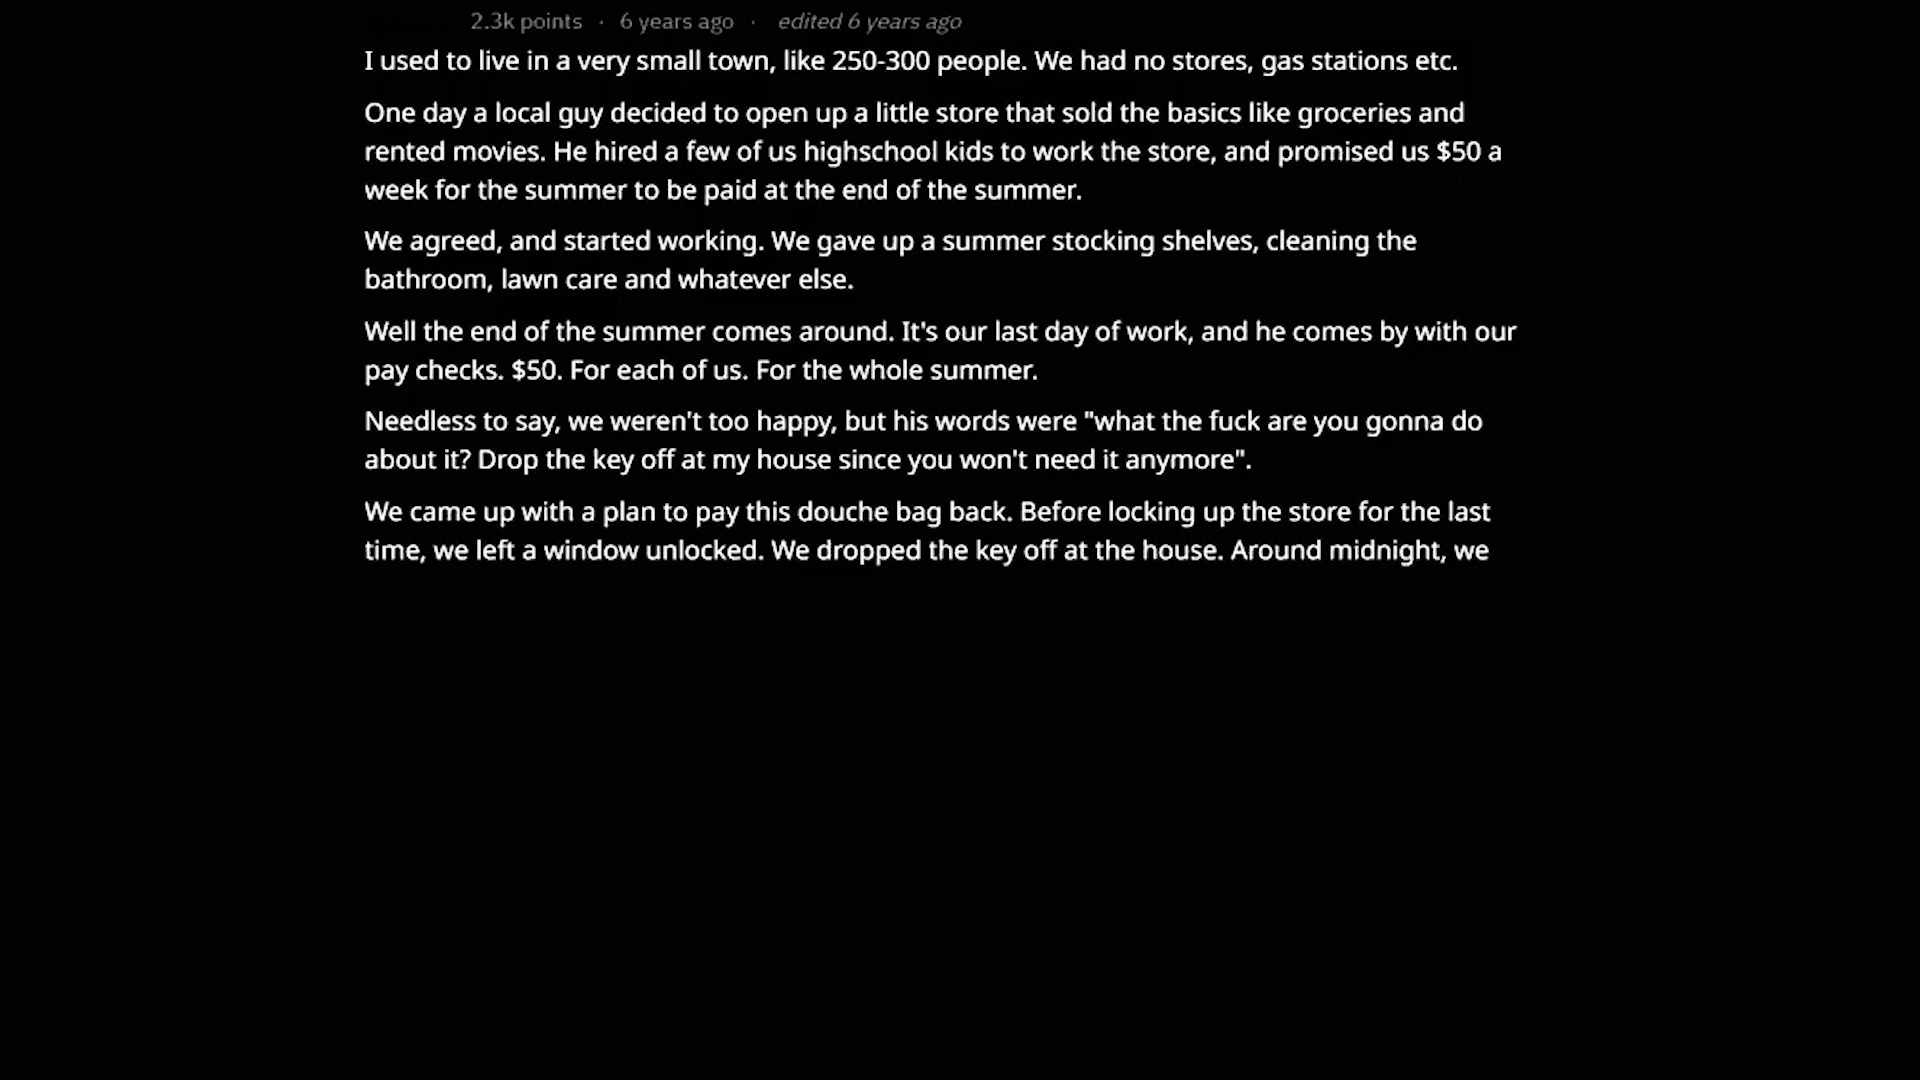 2.3k points · 6 years ago · edited 6 years ago
I used to live in a very small town, like 250-300 people. We had no stores, gas stations etc.
One day a local guy decided to open up a little store that sold the basics like groceries and
rented movies. He hired a few of us highschool kids to work the store, and promised us $50 a
week for the summer to be paid at the end of the summer.
We agreed, and started working. We gave up a summer stocking shelves, cleaning the
bathroom, lawn care and whatever else.
Well the end of the summer comes around. It's our last day of work, and he comes by with our
pay checks. $50. For each of us. For the whole summer.
Needless to say, we weren't too happy, but his words were "what the fuck are you gonna do
about it? Drop the key off at my house since you won't need it anymore".
We came up with a plan to pay this douche bag back. Before locking up the store for the last
time, we left a window unlocked. We dropped the key off at the house. Around midnight, we